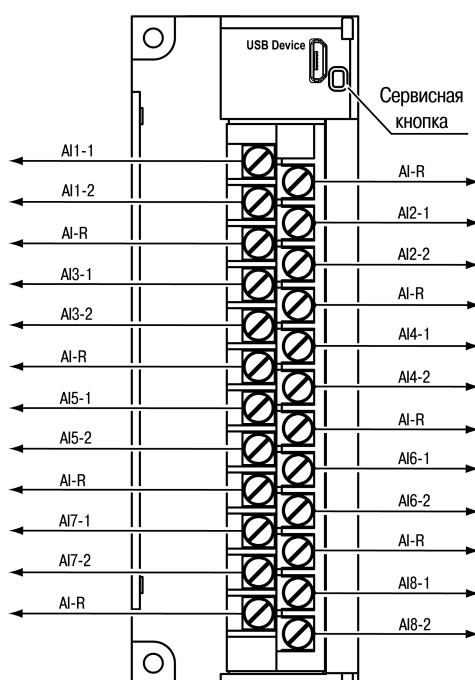 USB Device
Сервисная
кнопка
AI1-1
AI-R
AI1-2
AI2-1
AI-R
AI2-2
AI3-1
AI-R
AI3-2
AI4-1
AI-R
AI4-2
AI5-1
AI-R
AI5-2
AI6-1
AI-R
AI6-2
AI7-1
AI-R
AI7-2
AI8-1
AI-R
AI8-2